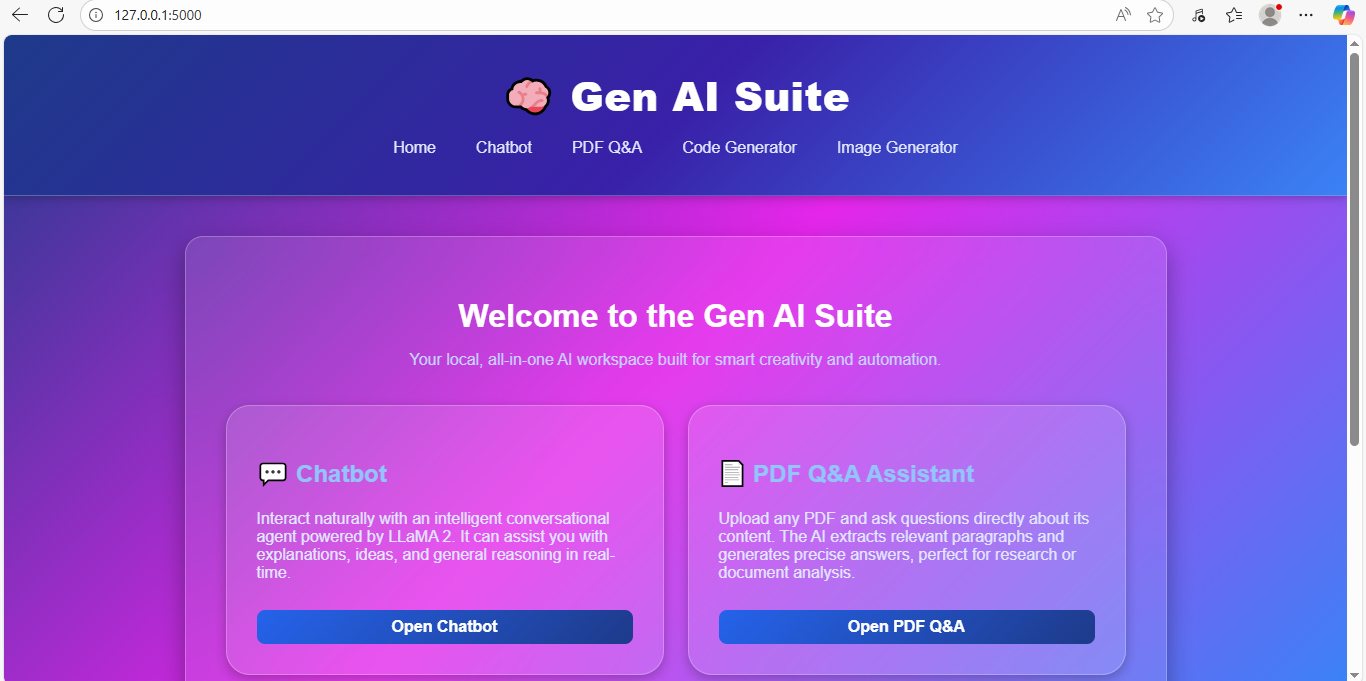 127.0.0.1:5000
Gen AI Suite
Home Chatbot PDF Q&A Code Generator Image Generator
Welcome to the Gen AI Suite
Your local, all-in-one AI workspace built for smart creativity and automation.
Chatbot
Interact naturally with an intelligent conversational
agent powered by LLaMA 2. It can assist you with
explanations, ideas, and general reasoning in real-
time.
Open Chatbot
PDF Q&A Assistant
Upload any PDF and ask questions directly about its
content. The AI extracts relevant paragraphs and
generates precise answers, perfect for research or
document analysis.
Open PDF Q&A